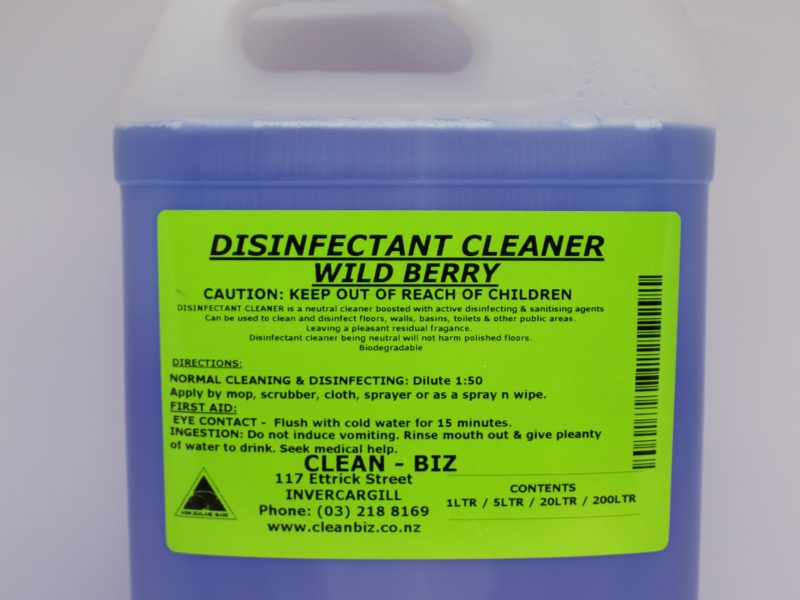 DISINFECTANT CLEANER
WILD BERRY
CAUTION: KEEP OUT OF REACH OF CHILDREN
DISINFECTANT CLEANER is a neutral cleaner boosted with active disinfecting & sanitising agents
Can be used to clean and disinfect floors, walls, basins, toilets & other public areas.
Leaving a pleasant residual fragance.
Disinfectant cleaner being neutral will not harm polished floors.
Biodegradable
DIRECTIONS:
NORMAL CLEANING & DISINFECTING: Dilute 1:50
Apply by mop, scrubber, cloth, sprayer or as a spray n wipe.
FIRST AID:
EYE CONTACT - Flush with cold water for 15 minutes.
INGESTION: Do not induce vomiting. Rinse mouth out & give pleanty
of water to drink. Seek medical help.
CLEAN - BIZ
117 Ettrick Street
INVERCARGILL
Phone: (03) 218 8169
www.cleanbiz.co.nz
NEW ZEALAND MADE
CONTENTS
1LTR / 5LTR / 20LTR / 200LTR